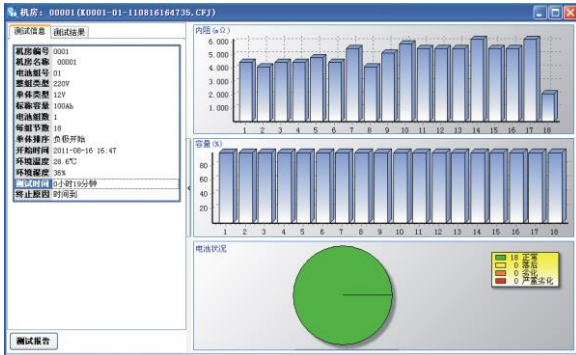 机房: 00001(K0001-01-110816164735.CFJ)
测试信息 测试结果
机房编号 0001
机房名称 00001
电池组号 01
整组类型 220V
单体类型 12V
标称容量 100Ah
电池组数 1
每组节数 18
单体排序 负极开始
开始时间 2011-08-16 16:47
环境温度 28.6℃
环境湿度 36%
测试时间 0小时19分钟
终止原因 时间到
测试报告
内阻(mΩ)
6.000
5.000
4.000
3.000
2.000
1.000
1 2 3 4 5 6 7 8 9 10 11 12 13 14 15 16 17 18
容量(%)
80
60
40
20
1 2 3 4 5 6 7 8 9 10 11 12 13 14 15 16 17 18
电池状况
18 正常
0 落后
0 劣化
0 严重劣化